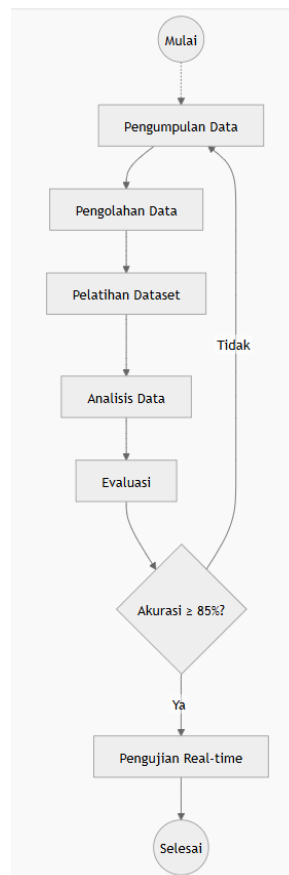 Mulai
Pengumpulan Data
Pengolahan Data
Pelatihan Dataset
Tidak
Analisis Data
Evaluasi
Akurasi ≥ 85%?
Ya
Pengujian Real-time
Selesai